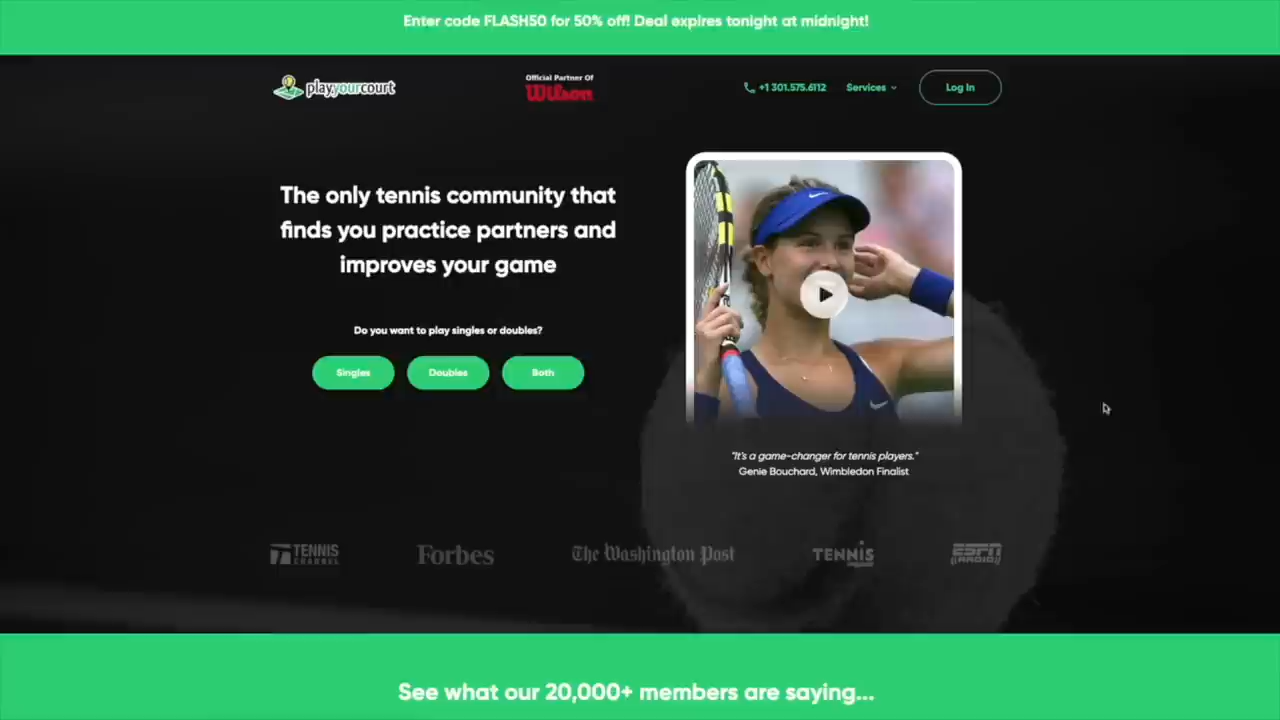 Enter code FLASH50 for 50% off! Deal expires tonight at midnight!
playyourcourt
Official Partner Of
Wilson
+1 301.575.6112
Services
Log In
The only tennis community that
finds you practice partners and
improves your game
Do you want to play singles or doubles?
Singles
Doubles
Both
"It's a game-changer for tennis players."
Genie Bouchard, Wimbledon Finalist
TENNIS
CHANNEL
Forbes
The Washington Post
TENNIS
ESPN
RADIO
See what our 20,000+ members are saying...